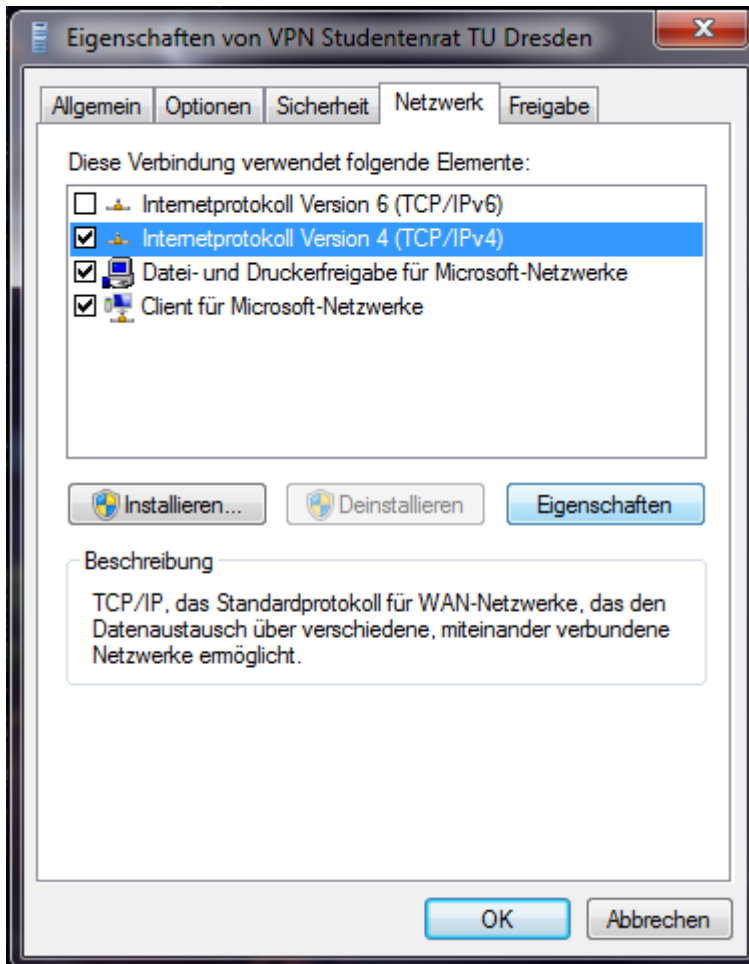 Eigenschaften von VPN Studentenrat TU Dresden
Allgemein
Optionen
Sicherheit
Netzwerk
Freigabe
Diese Verbindung verwendet folgende Elemente:
Internetprotokoll Version 6 (TCP/IPv6)
Internetprotokoll Version 4 (TCP/IPv4)
Datei- und Druckerfreigabe für Microsoft-Netzwerke
Client für Microsoft-Netzwerke
Installieren...
Deinstallieren
Eigenschaften
Beschreibung
TCP/IP, das Standardprotokoll für WAN-Netzwerke, das den
Datenaustausch über verschiedene, miteinander verbundene
Netzwerke ermöglicht.
OK
Abbrechen